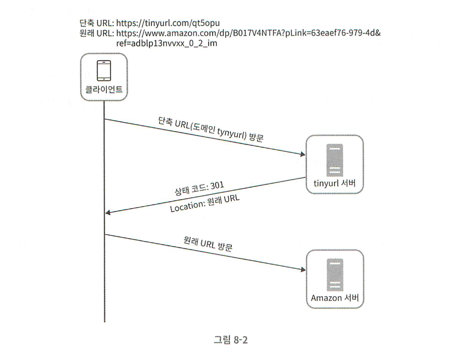 단축 URL: https://tinyurl.com/qt5opu
원래 URL: https://www.amazon.com/dp/B017V4NTFA?pLink=63eaef76-979-4d&
ref=adblp13nvvxx_0_2_im
클라이언트
단축 URL(도메인 tynyurl) 방문
tinyurl 서버
상태 코드: 301
Location: 원래 URL
원래 URL 방문
Amazon 서버
그림 8-2